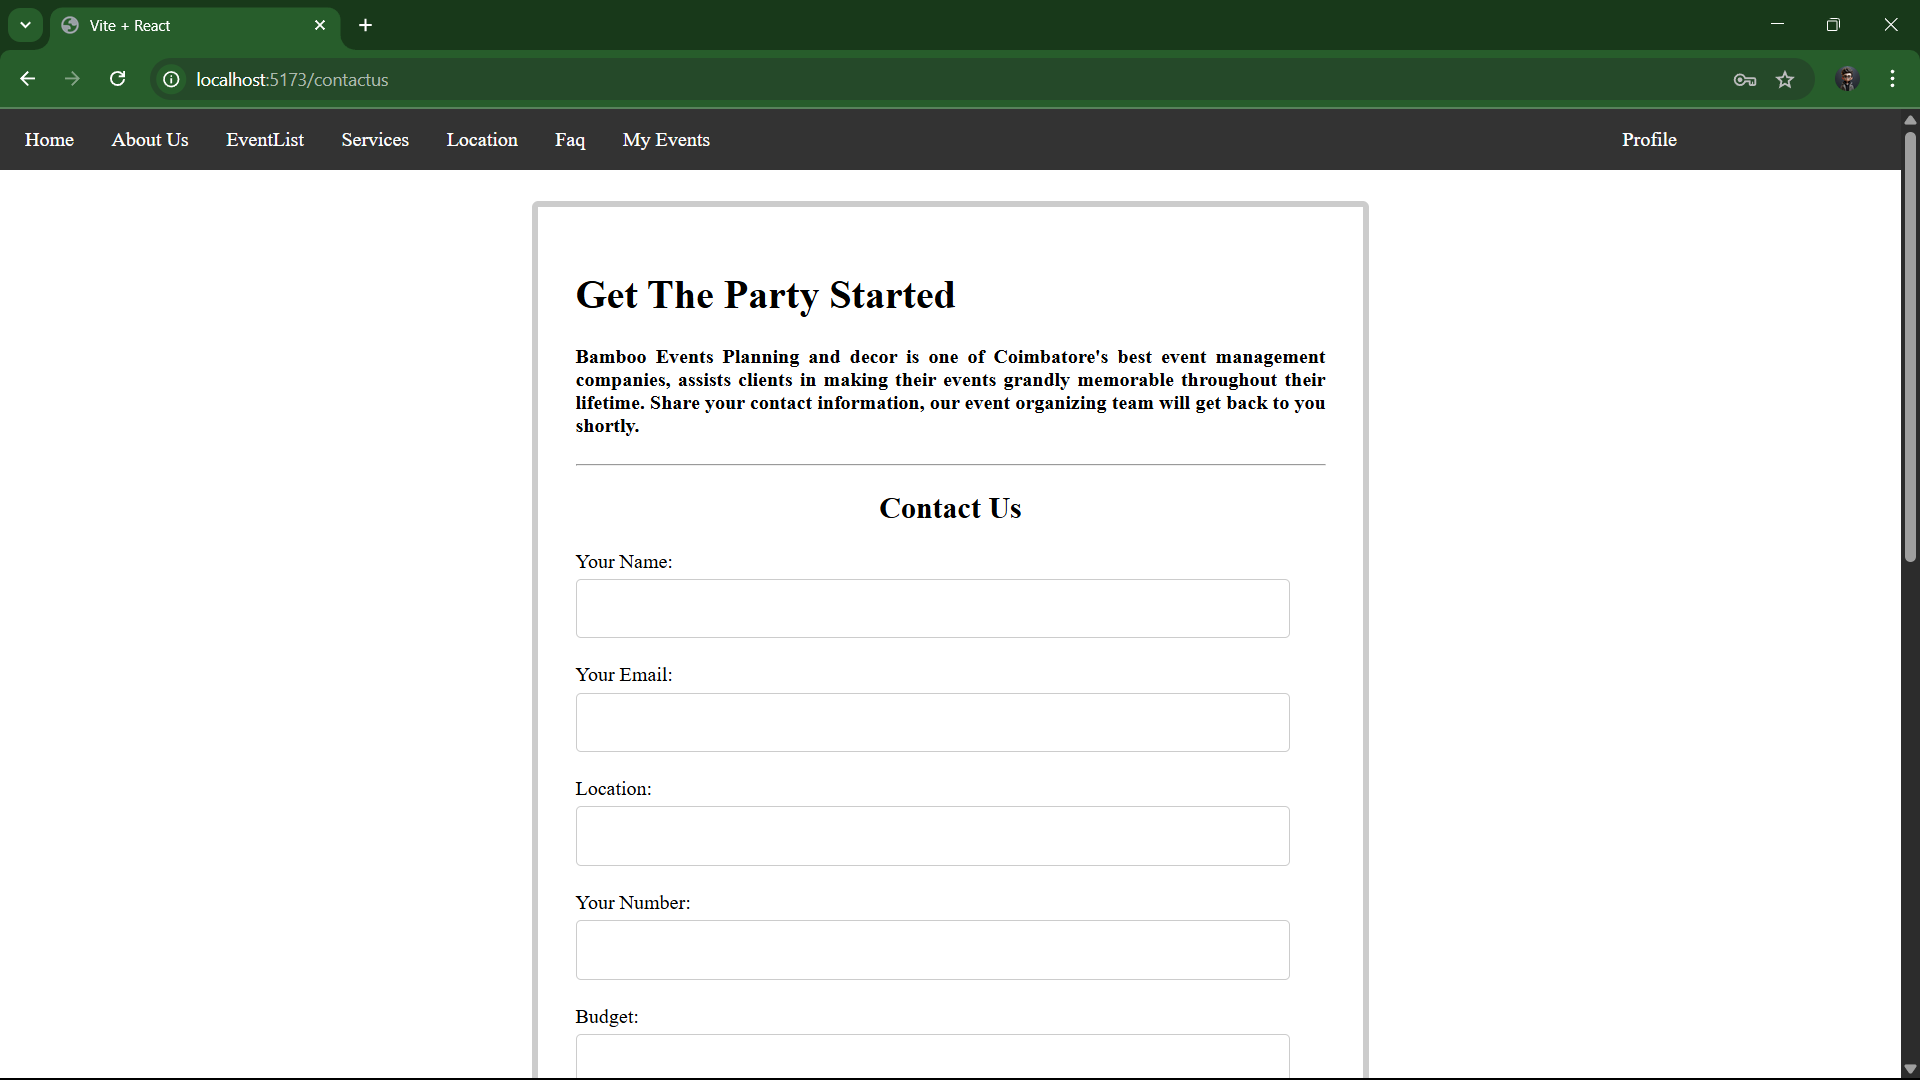 Vite + React
localhost:5173/contactus
Home About Us EventList Services Location Faq My Events Profile
Get The Party Started
Bamboo Events Planning and decor is one of Coimbatore's best event management
companies, assists clients in making their events grandly memorable throughout their
lifetime. Share your contact information, our event organizing team will get back to you
shortly.
Contact Us
Your Name:
Your Email:
Location:
Your Number:
Budget: